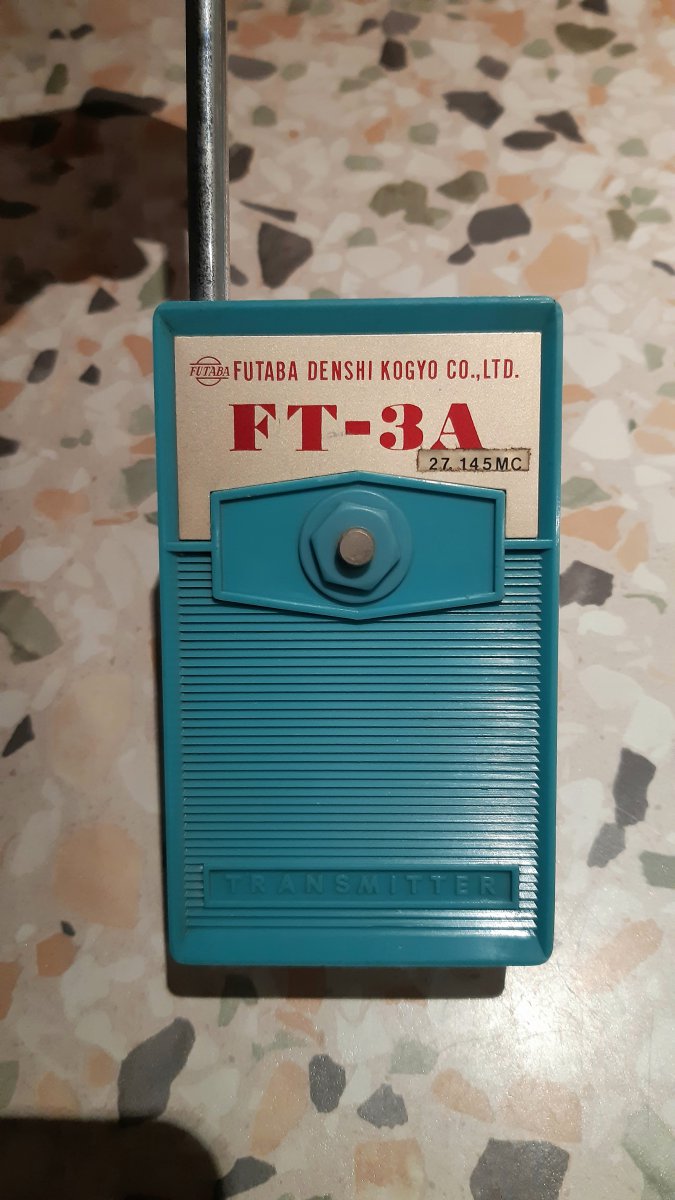 FUTABA FUTABA DENSHI KOGYO CO.,LTD.
FT-3A
27. 145MC
TRANSMITTER